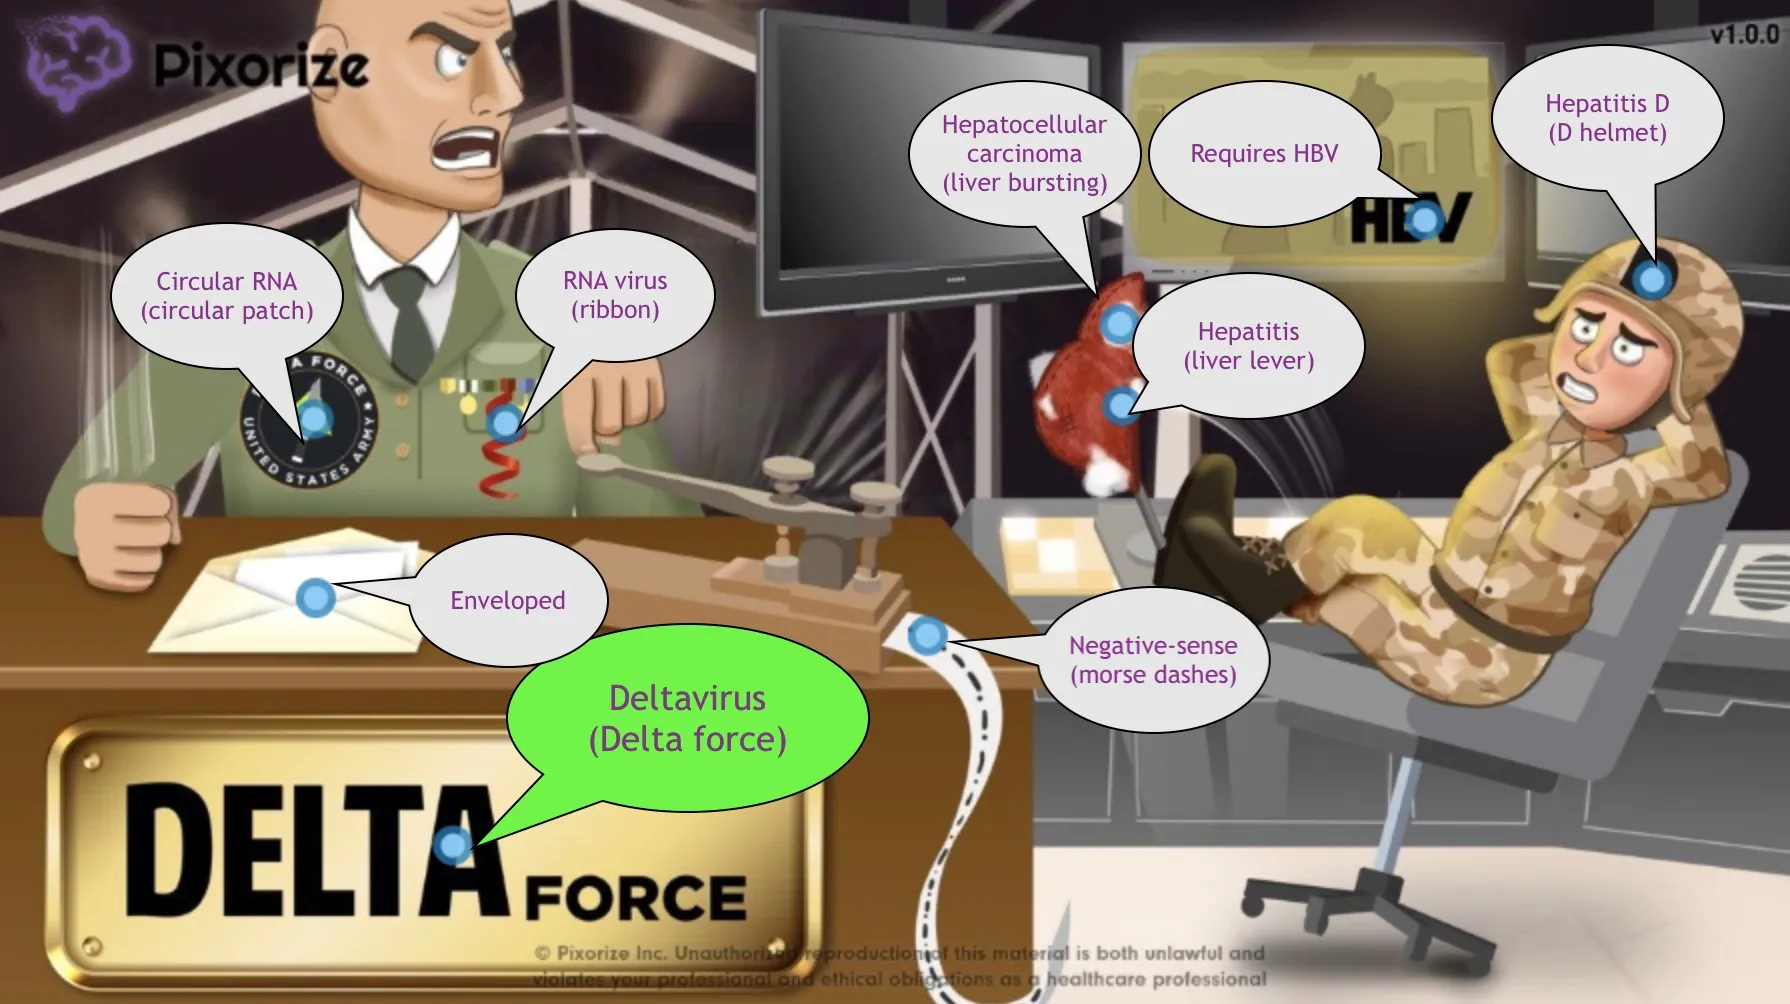 Pixorize
v1.0.0
Hepatitis D
(D helmet)
Hepatocellular
carcinoma
(liver bursting)
Requires HBV
HBV
Circular RNA
(circular patch)
RNA virus
(ribbon)
Hepatitis
(liver lever)
A FORCE
UNITED STATES ARMY
Enveloped
Negative-sense
(morse dashes)
Deltavirus
(Delta force)
DELTA FORCE
© Pixorize Inc. Unauthorized reproduction of this material is both unlawful and
violates your professional and ethical obligations as a healthcare professional